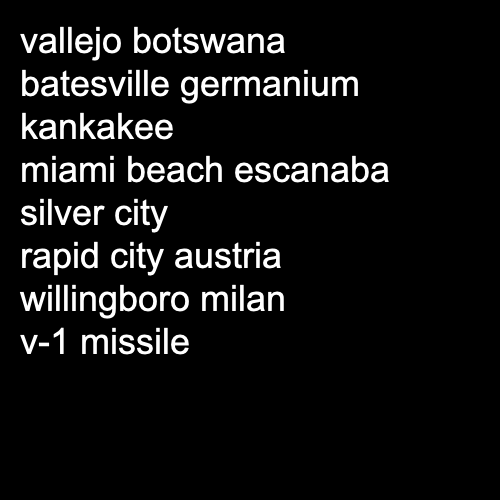 vallejo botswana
batesville germanium
kankakee
miami beach escanaba
silver city
rapid city austria
willingboro milan
v-1 missile